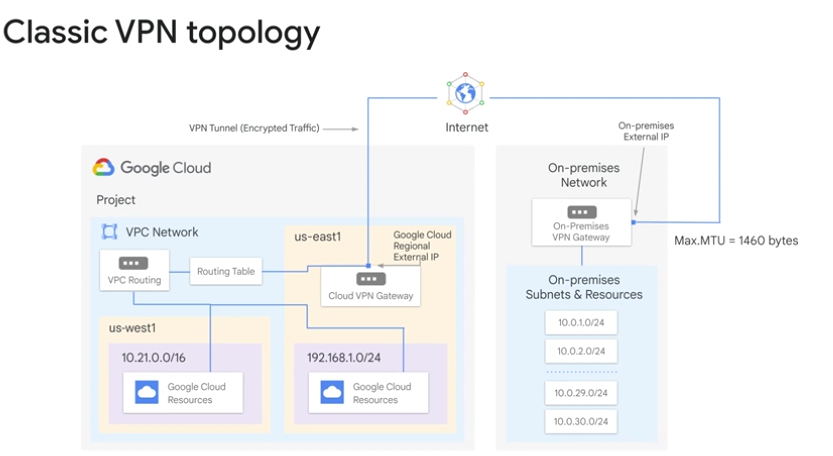 Classic VPN topology
VPN Tunnel (Encrypted Traffic)
Internet
On-premises
External IP
Google Cloud
Project
VPC Network
us-east1
Google Cloud
Regional
External IP
VPC Routing
Routing Table
Cloud VPN Gateway
us-west1
10.21.0.0/16
Google Cloud
Resources
192.168.1.0/24
Google Cloud
Resources
On-premises
Network
On-Premises
VPN Gateway
Max.MTU = 1460 bytes
On-premises
Subnets & Resources
10.0.1.0/24
10.0.2.0/24
10.0.29.0/24
10.0.30.0/24